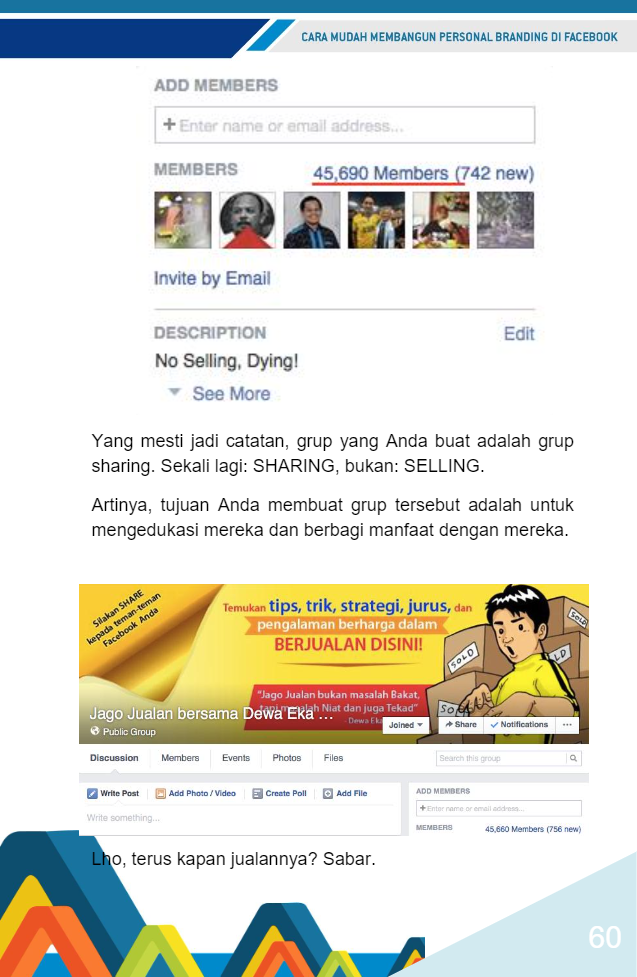 CARA MUDAH MEMBANGUN PERSONAL BRANDING DI FACEBOOK
ADD MEMBERS
+ Enter name or email address...
MEMBERS 45,690 Members (742 new)
Invite by Email
DESCRIPTION Edit
No Selling, Dying!
See More
Yang mesti jadi catatan, grup yang Anda buat adalah grup
sharing. Sekali lagi: SHARING, bukan: SELLING.
Artinya, tujuan Anda membuat grup tersebut adalah untuk
mengedukasi mereka dan berbagi manfaat dengan mereka.
Silakan SHARE
kepada teman-teman
Facebook Anda
Temukan tips, trik, strategi, jurus, dan
pengalaman berharga dalam
BERJUALAN DISINI!
SOLD
SOLD
LD
SO
"Jago Jualan bukan masalah Bakat,
tapi masalah Niat dan juga Tekad"
- Dewa Eka
Jago Jualan bersama Dewa Eka ...
Public Group
Joined Share Notifications ...
Discussion Members Events Photos Files Search this group
Write Post Add Photo / Video Create Poll Add File
Write something...
ADD MEMBERS
+ Enter name or email address...
MEMBERS 45,660 Members (756 new)
Lho, terus kapan jualannya? Sabar.
60